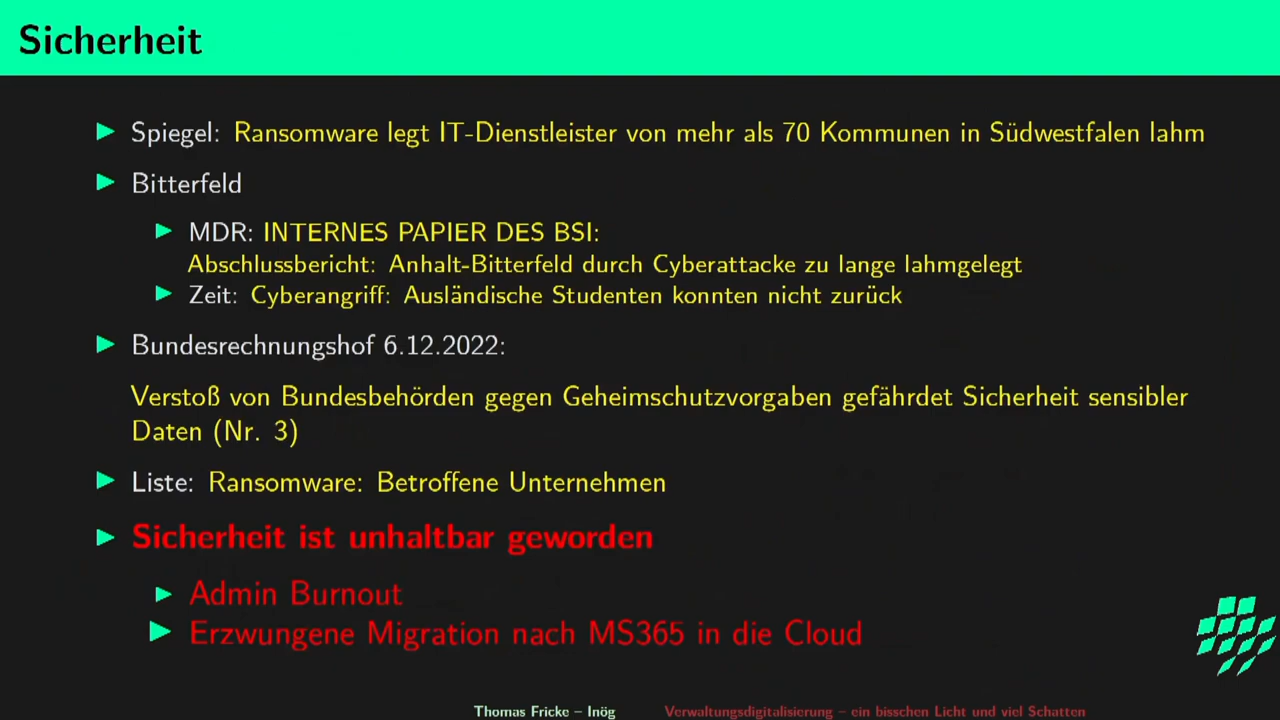 Sicherheit
Spiegel: Ransomware legt IT-Dienstleister von mehr als 70 Kommunen in Südwestfalen lahm
Bitterfeld
MDR: INTERNES PAPIER DES BSI:
Abschlussbericht: Anhalt-Bitterfeld durch Cyberattacke zu lange lahmgelegt
Zeit: Cyberangriff: Ausländische Studenten konnten nicht zurück
Bundesrechnungshof 6.12.2022:
Verstoß von Bundesbehörden gegen Geheimschutzvorgaben gefährdet Sicherheit sensibler
Daten (Nr. 3)
Liste: Ransomware: Betroffene Unternehmen
Sicherheit ist unhaltbar geworden
Admin Burnout
Erzwungene Migration nach MS365 in die Cloud
Thomas Fricke – Inög Verwaltungsdigitalisierung – ein bisschen Licht und viel Schatten